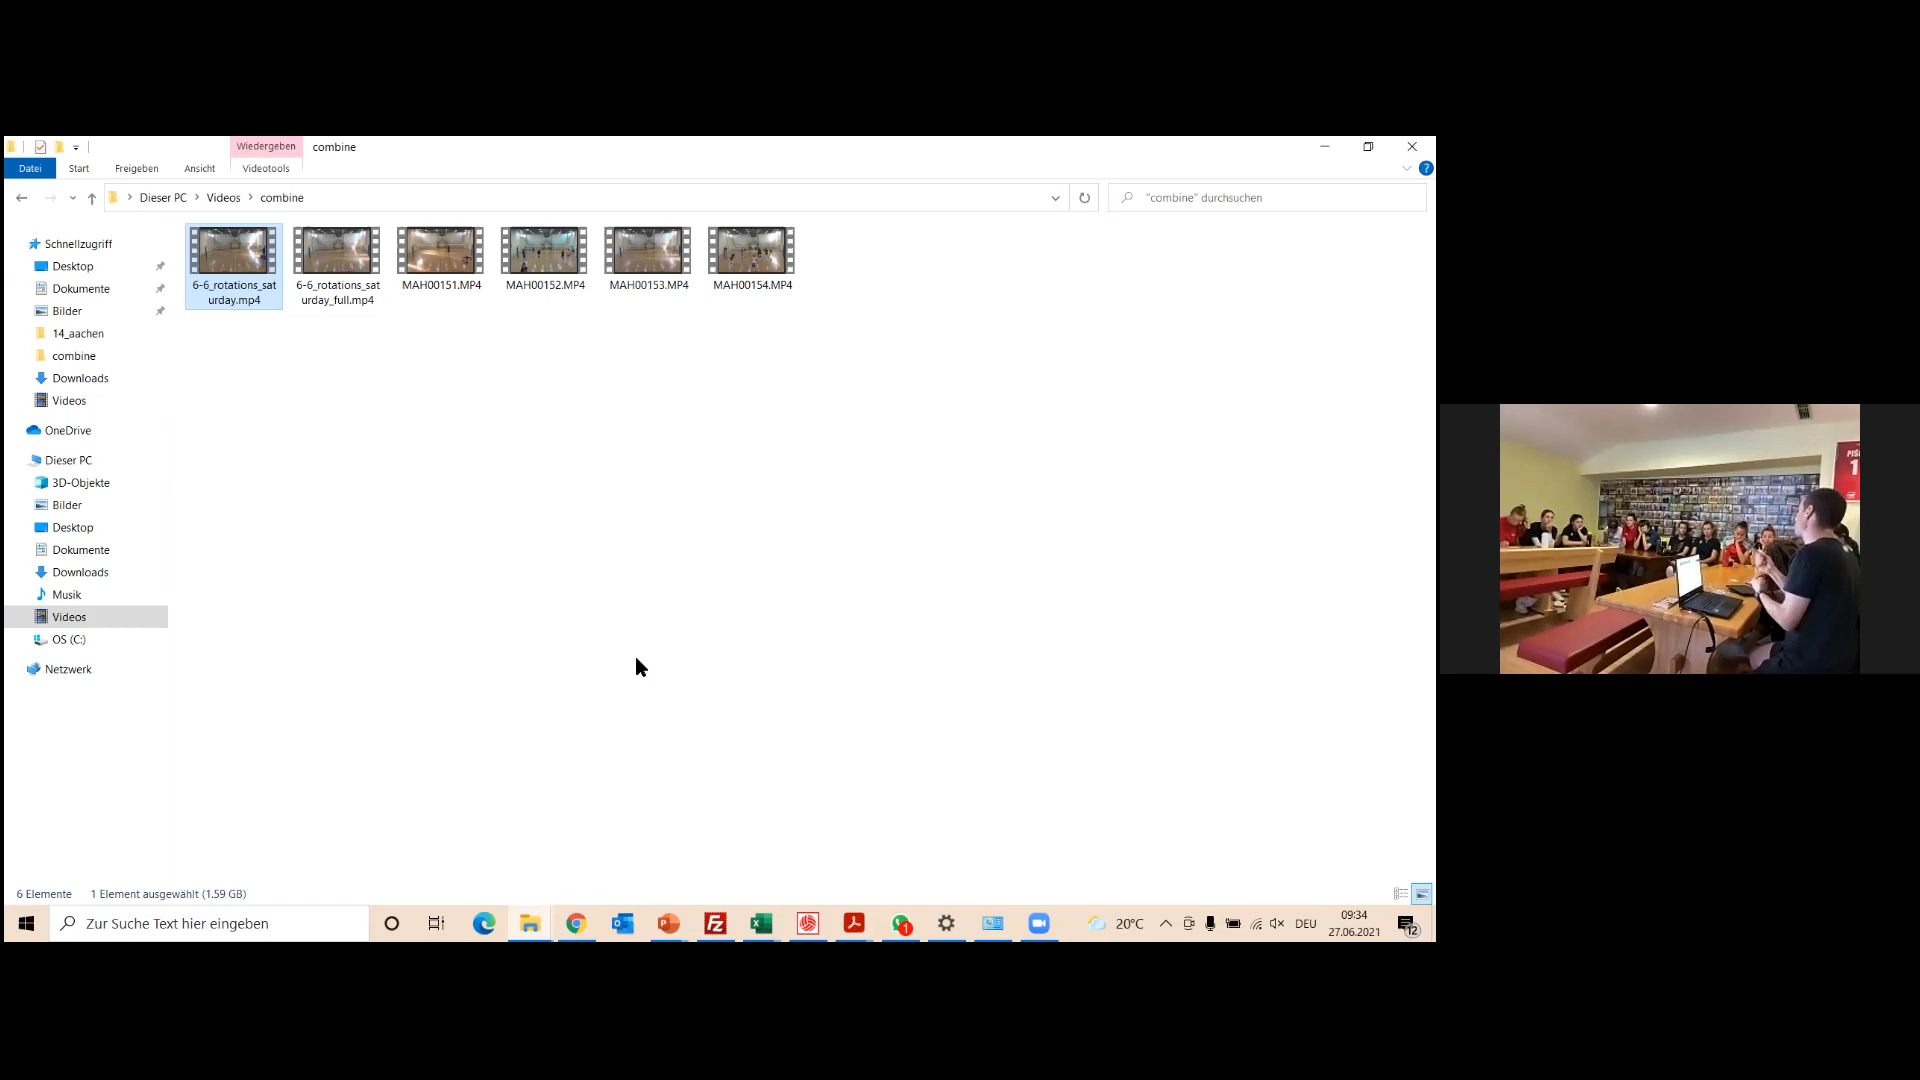 Wiedergeben
combine
Datei
Start
Freigeben
Ansicht
Videotools
Dieser PC
Videos
combine
"combine" durchsuchen
Schnellzugriff
Desktop
Dokumente
Bilder
14_aachen
combine
Downloads
Videos
OneDrive
Dieser PC
3D-Objekte
Bilder
Desktop
Dokumente
Downloads
Musik
Videos
OS (C:)
Netzwerk
6-6_rotations_sat
urday.mp4
6-6_rotations_sat
urday_full.mp4
MAH00151.MP4
MAH00152.MP4
MAH00153.MP4
MAH00154.MP4
6 Elemente
1 Element ausgewählt (1.59 GB)
Zur Suche Text hier eingeben
1
20°C
DEU
09:34
27.06.2021
12